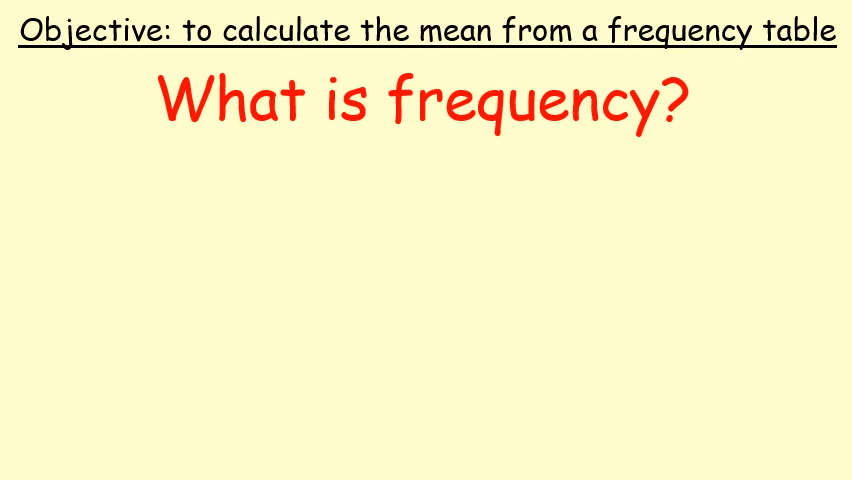 Objective: to calculate the mean from a frequency table
What is frequency?